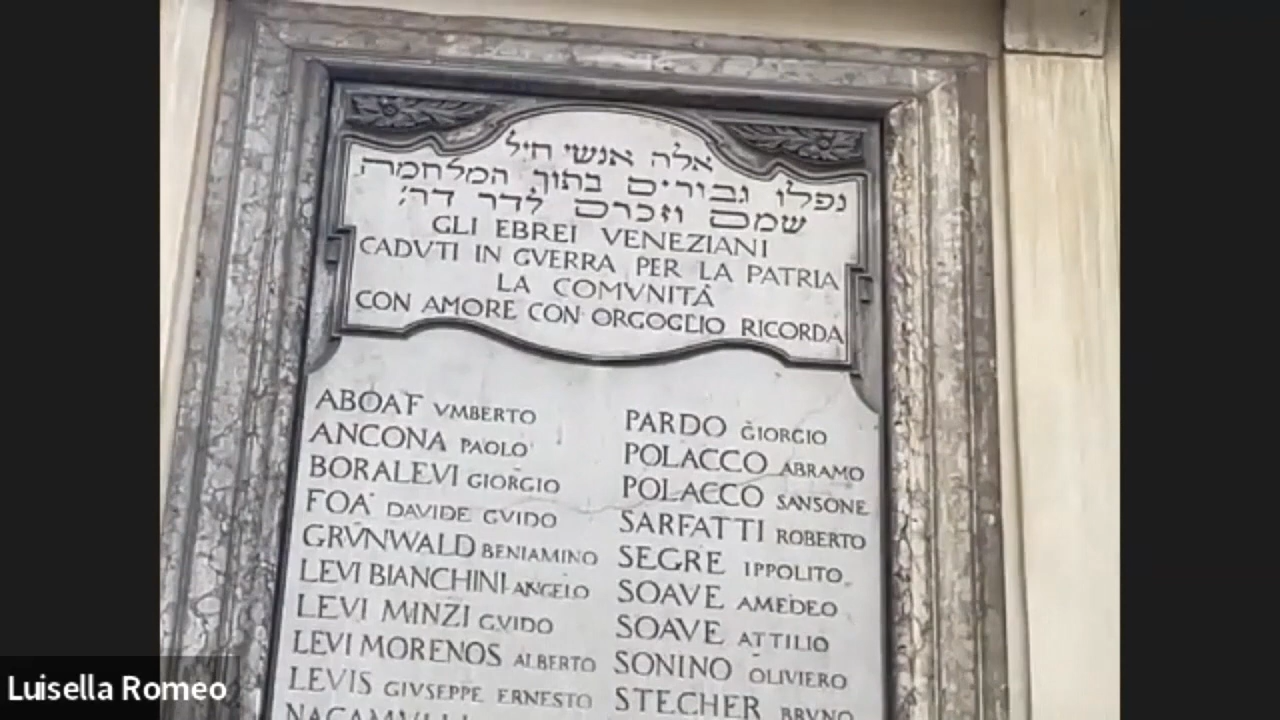 אלה אנשי חיל
נפלו גבורים בתוך המלחמה
שמם וזכרם לדר דר׳
GLI EBREI VENEZIANI
CADVTI IN GVERRA PER LA PATRIA
LA COMVNITÀ
CON AMORE CON ORGOGLIO RICORDA
ABOAF VMBERTO
ANCONA PAOLO
BORALEVI GIORGIO
FOA' DAVIDE GVIDO
GRVNWALD BENIAMINO
LEVI BIANCHINI ANGELO
LEVI MINZI GVIDO
LEVI MORENOS ALBERTO
LEVIS GIVSEPPE ERNESTO
PARDO GIORGIO
POLACCO ABRAMO
POLACCO SANSONE
SARFATTI ROBERTO
SEGRE IPPOLITO
SOAVE AMEDEO
SOAVE ATTILIO
SONINO OLIVIERO
STECHER BRVNO
Luisella Romeo